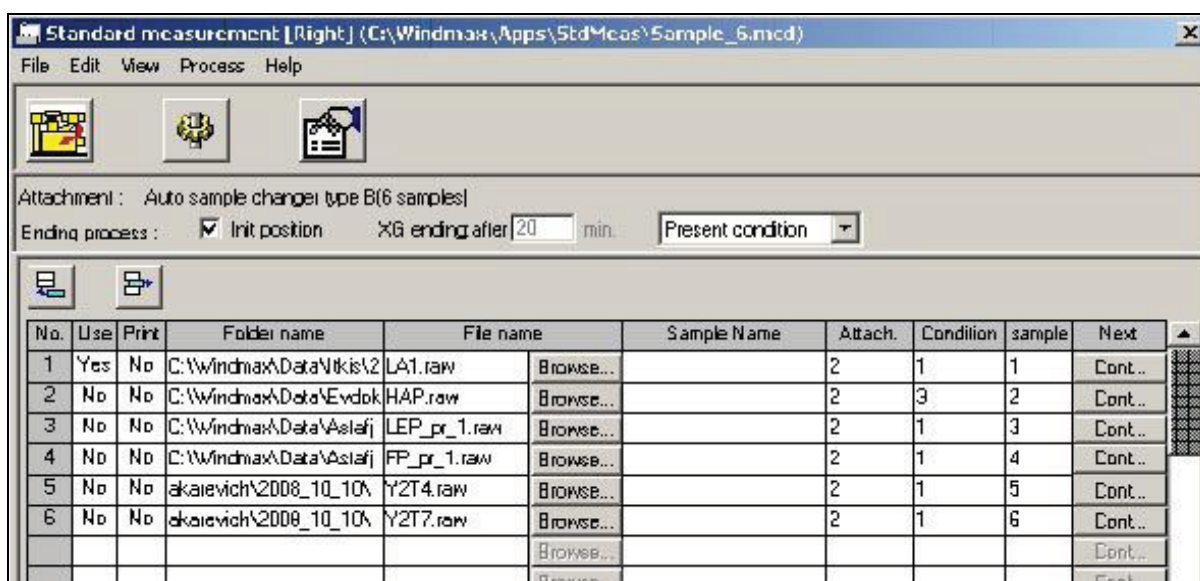 Standard measurement [Right] (C:\Windmax\Apps\StdMeas\Sample_6.mcd)
File Edit View Process Help
Attachment : Auto sample changer type B(6 samples)
Ending process : Init position XG ending after 20 min. Present condition
No. Use Print Folder name File name Sample Name Attach. Condition sample Next
1 Yes No C:\Windmax\Data\Itkis\2 LA1.raw Browse... 2 1 1 Cont...
2 No No C:\Windmax\Data\Evdok HAP.raw Browse... 2 3 2 Cont...
3 No No C:\Windmax\Data\Astafj LEP_pr_1.raw Browse... 2 1 3 Cont...
4 No No C:\Windmax\Data\Astafj FP_pr_1.raw Browse... 2 1 4 Cont...
5 No No akarevich\2008_10_10\ Y2T4.raw Browse... 2 1 5 Cont...
6 No No akarevich\2008_10_10\ Y2T7.raw Browse... 2 1 6 Cont...
Browse... Cont...
Browse... Cont...